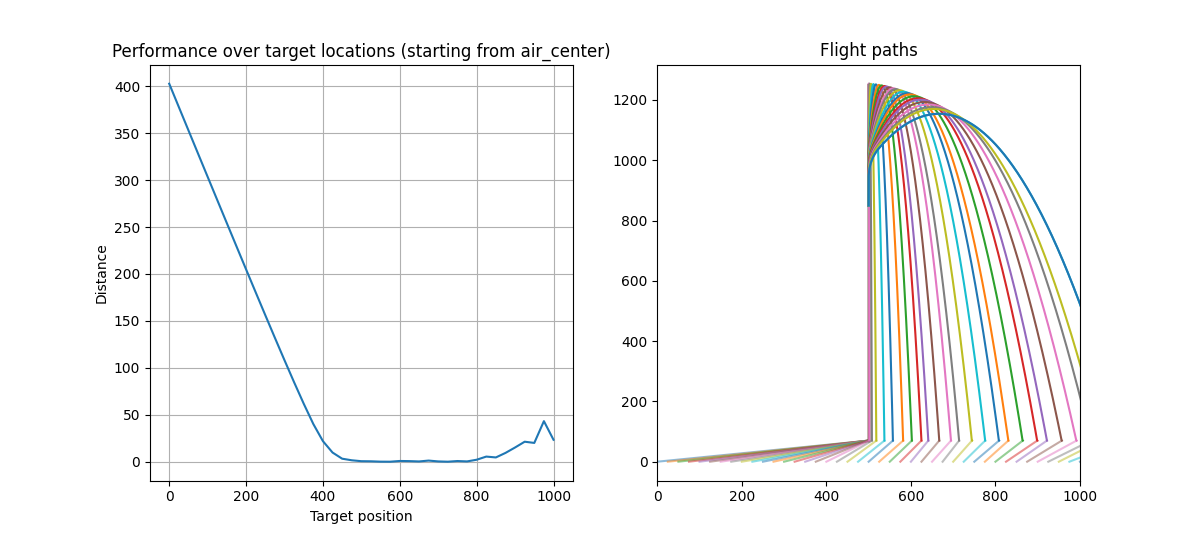 Performance over target locations (starting from air_center)
Distance
400
350
300
250
200
150
100
50
0
0 200 400 600 800 1000
Target position
Flight paths
1200
1000
800
600
400
200
0
0 200 400 600 800 1000